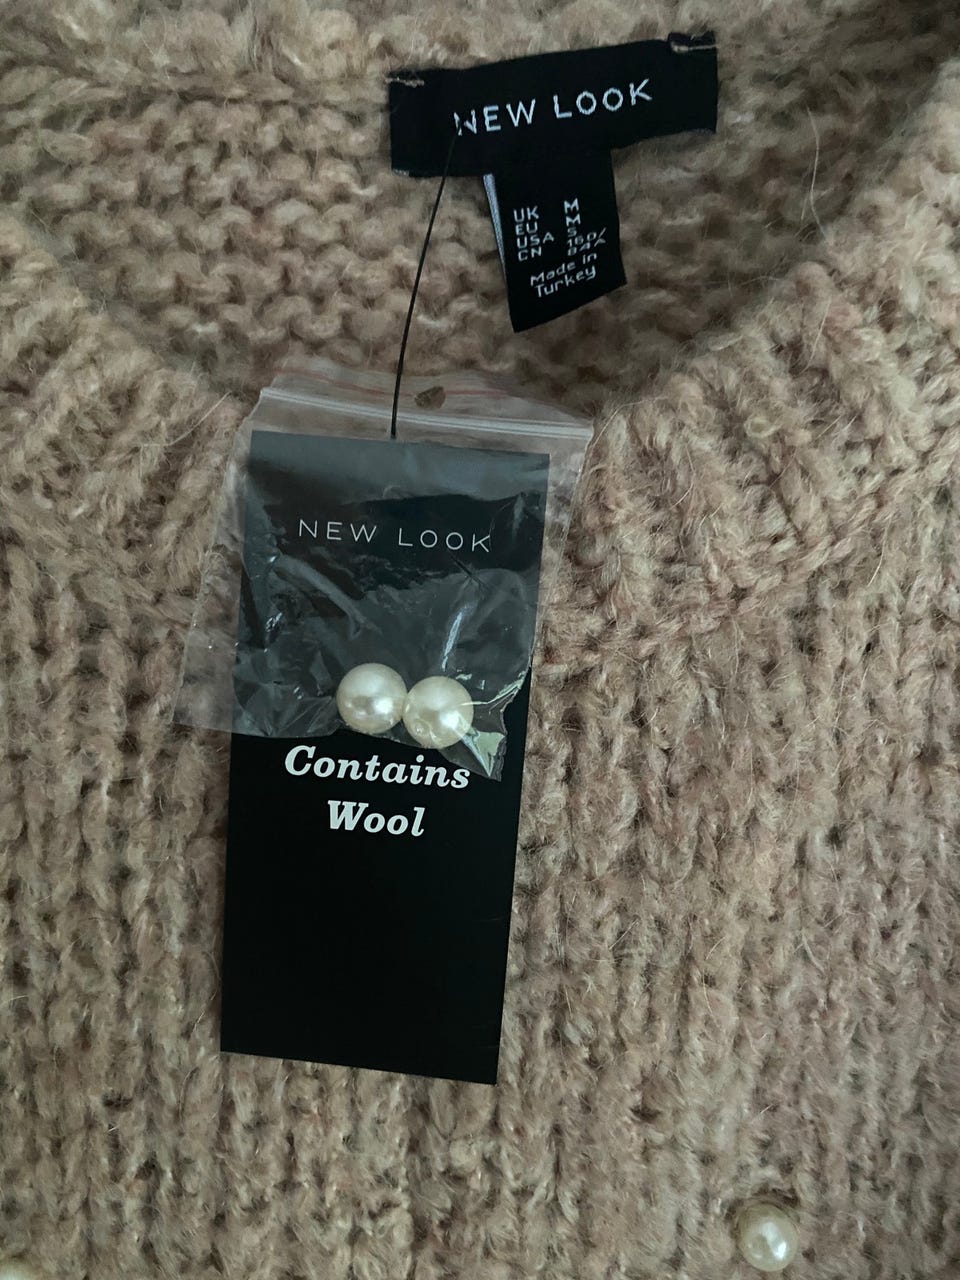 NEW LOOK
UK M
EU M
USA S
CN 160/
84A
Made in
Turkey
NEW LOOK
Contains
Wool